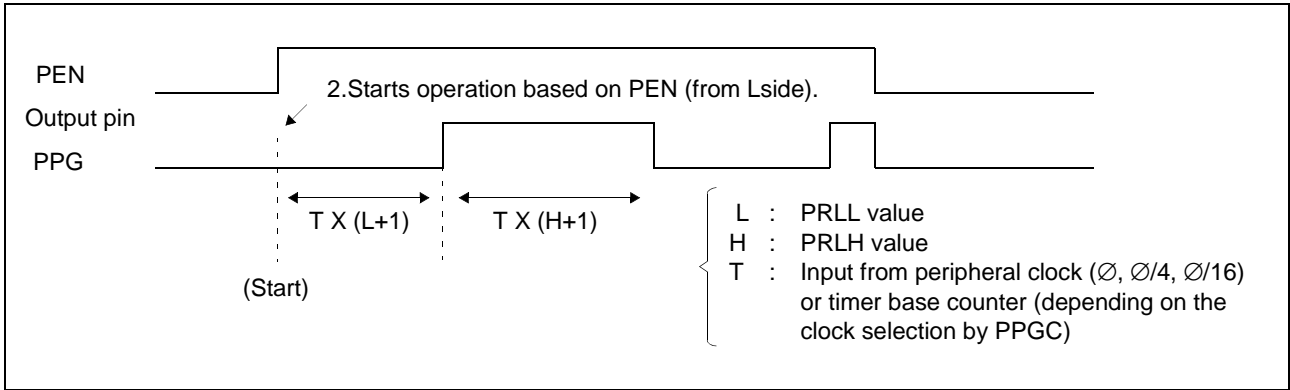 PEN
2.Starts operation based on PEN (from Lside).
Output pin
PPG
T X (L+1)
T X (H+1)
(Start)
L : PRLL value
H : PRLH value
T : Input from peripheral clock (∅, ∅/4, ∅/16)
or timer base counter (depending on the
clock selection by PPGC)